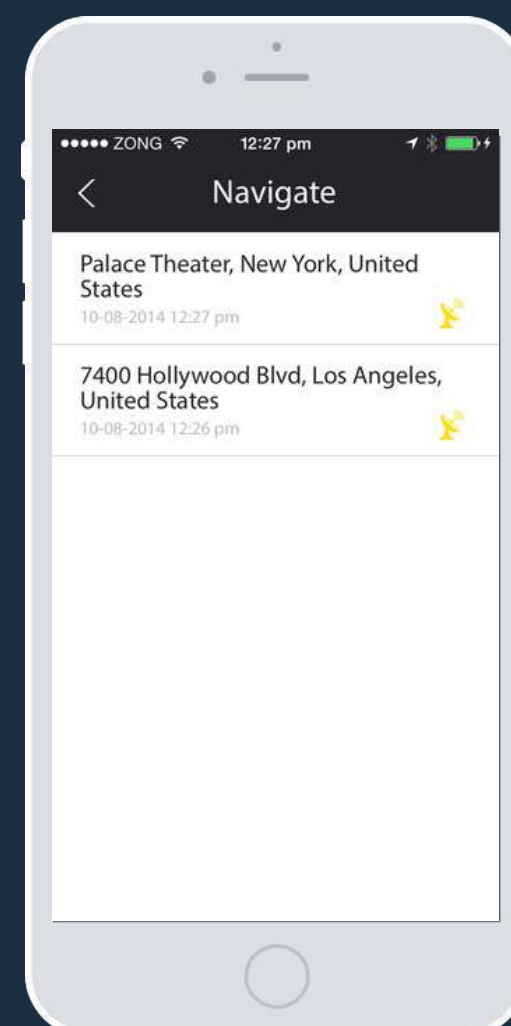 ZONG 12:27 pm
Navigate
Palace Theater, New York, United
States
10-08-2014 12:27 pm
7400 Hollywood Blvd, Los Angeles,
United States
10-08-2014 12:26 pm